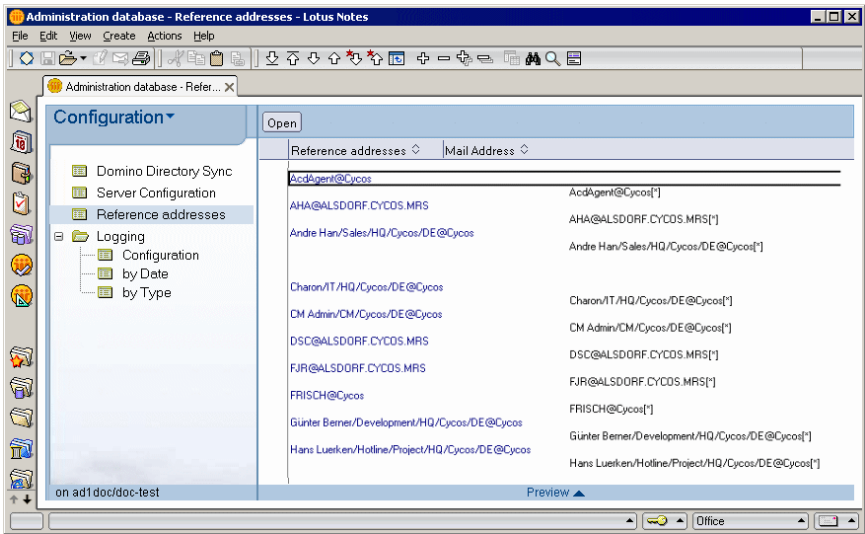 Administration database - Reference addresses - Lotus Notes
File Edit View Create Actions Help
Administration database - Refer...
Configuration
Open
Reference addresses Mail Address
Domino Directory Sync
Server Configuration
Reference addresses
Logging
Configuration
by Date
by Type
AcdAgent@Cycos
AcdAgent@Cycos[*]
AHA@ALSDORF.CYCOS.MRS
AHA@ALSDORF.CYCOS.MRS[*]
Andre Han/Sales/HQ/Cycos/DE@Cycos
Andre Han/Sales/HQ/Cycos/DE@Cycos[*]
Charon/IT/HQ/Cycos/DE@Cycos
Charon/IT/HQ/Cycos/DE@Cycos[*]
CM Admin/CM/Cycos/DE@Cycos
CM Admin/CM/Cycos/DE@Cycos[*]
DSC@ALSDORF.CYCOS.MRS
DSC@ALSDORF.CYCOS.MRS[*]
FJR@ALSDORF.CYCOS.MRS
FJR@ALSDORF.CYCOS.MRS[*]
FRISCH@Cycos
FRISCH@Cycos[*]
Günter Berner/Development/HQ/Cycos/DE@Cycos
Günter Berner/Development/HQ/Cycos/DE@Cycos[*]
Hans Luerken/Hotline/Project/HQ/Cycos/DE@Cycos
Hans Luerken/Hotline/Project/HQ/Cycos/DE@Cycos[*]
on ad1doc/doc-test
Preview
Office